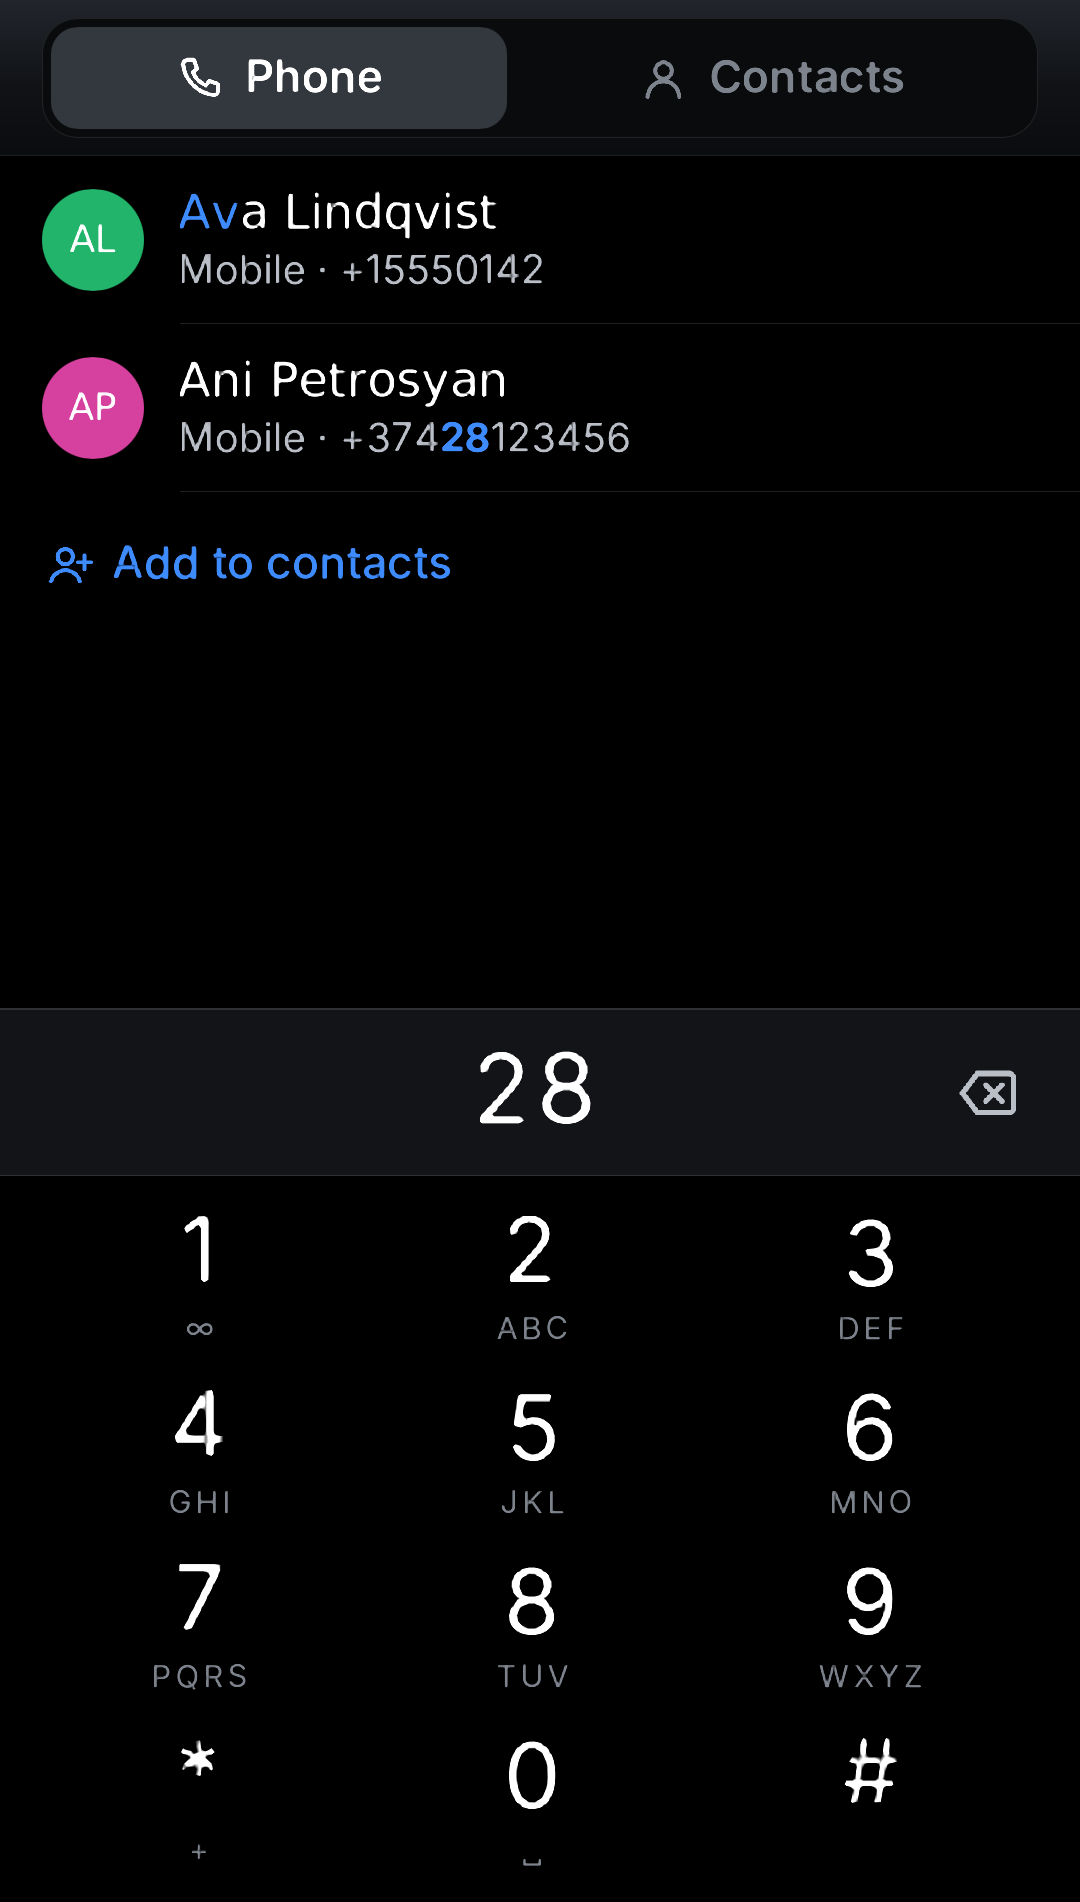 Phone
Contacts
AL
Ava Lindqvist
Mobile · +15550142
AP
Ani Petrosyan
Mobile · +37428123456
Add to contacts
28
1 2 3
∞ ABC DEF
4 5 6
GHI JKL MNO
7 8 9
PQRS TUV WXYZ
* 0 #
+ ⎵